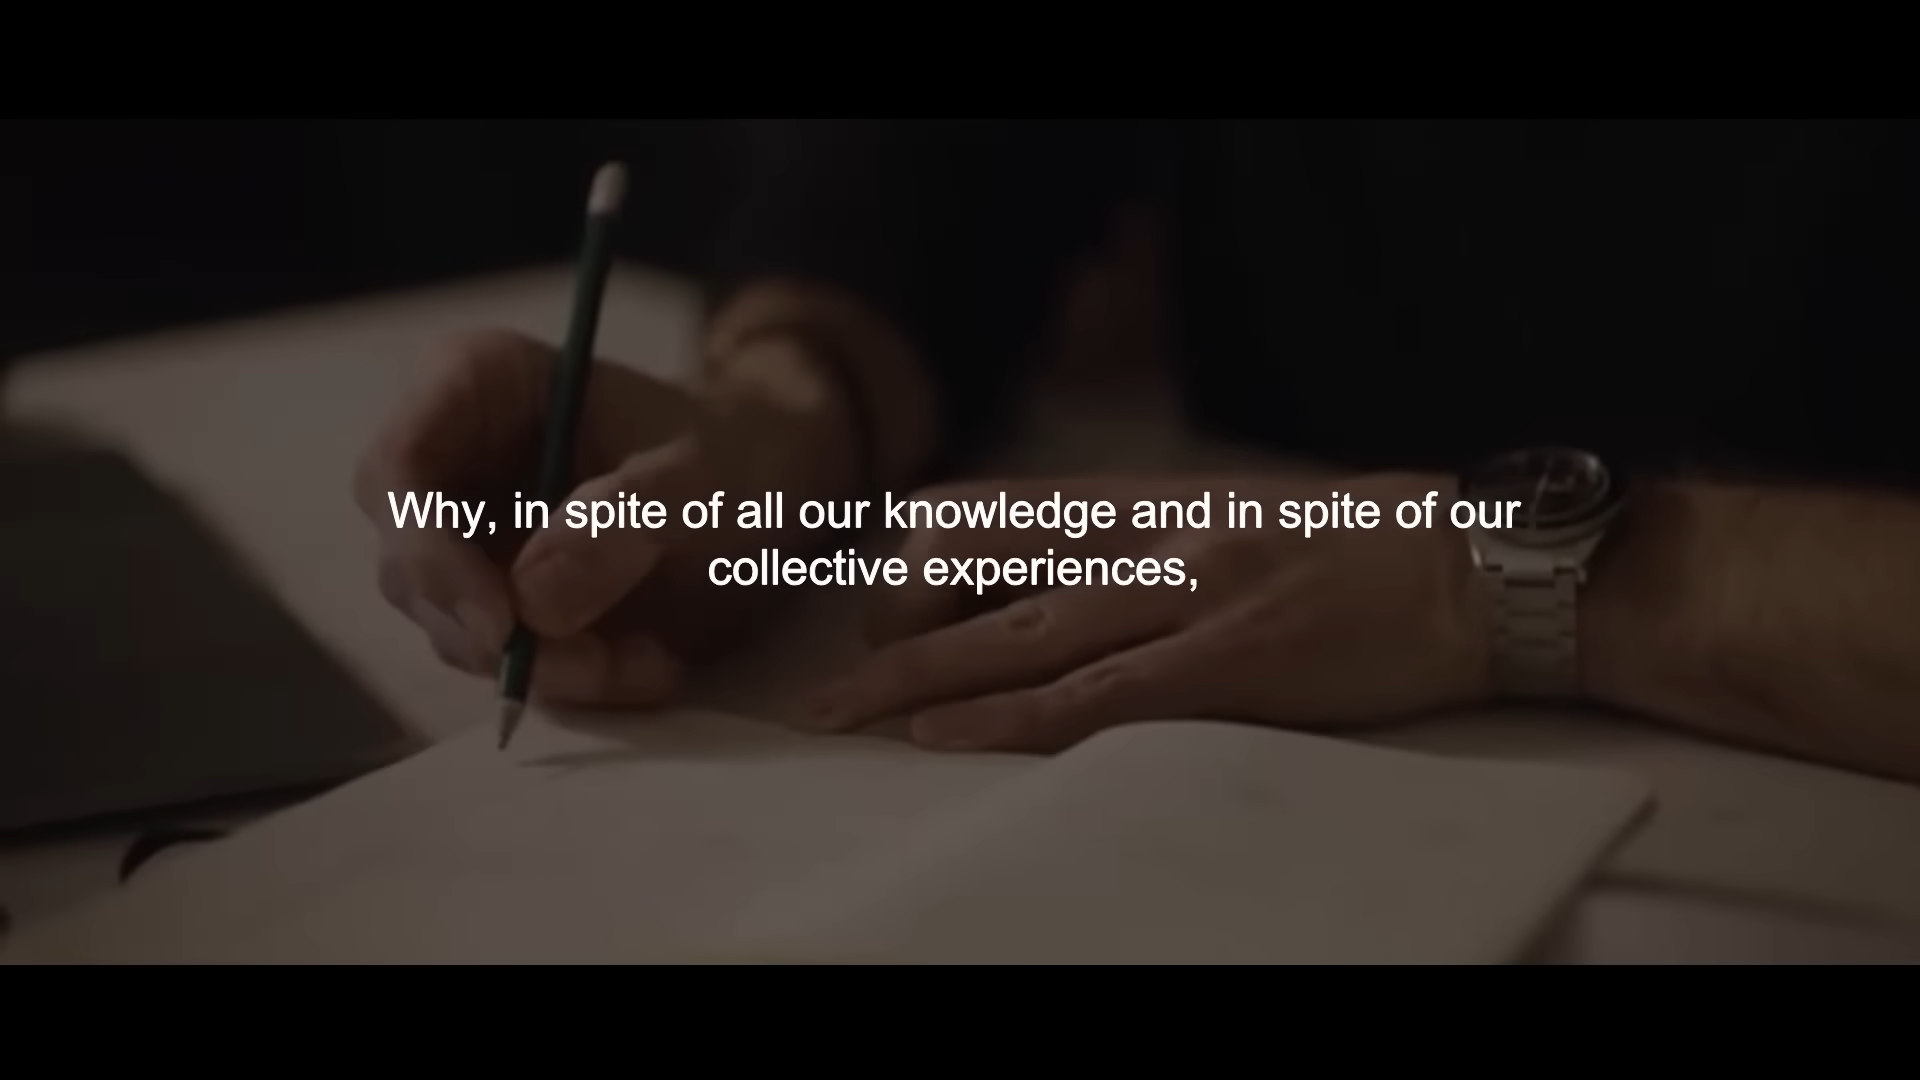 Why, in spite of all our knowledge and in spite of our
collective experiences,